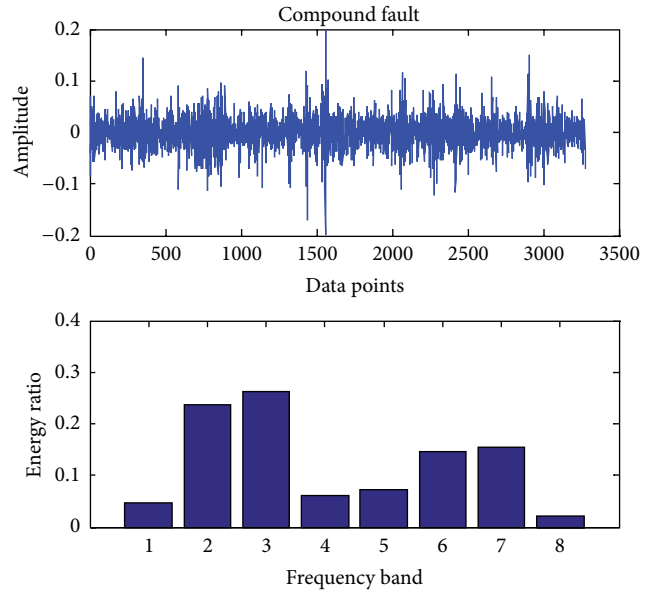 Compound fault
0.2
0.1
0
−0.1
−0.2
Amplitude
0 500 1000 1500 2000 2500 3000 3500
Data points
0.4
0.3
0.2
0.1
0
Energy ratio
1 2 3 4 5 6 7 8
Frequency band